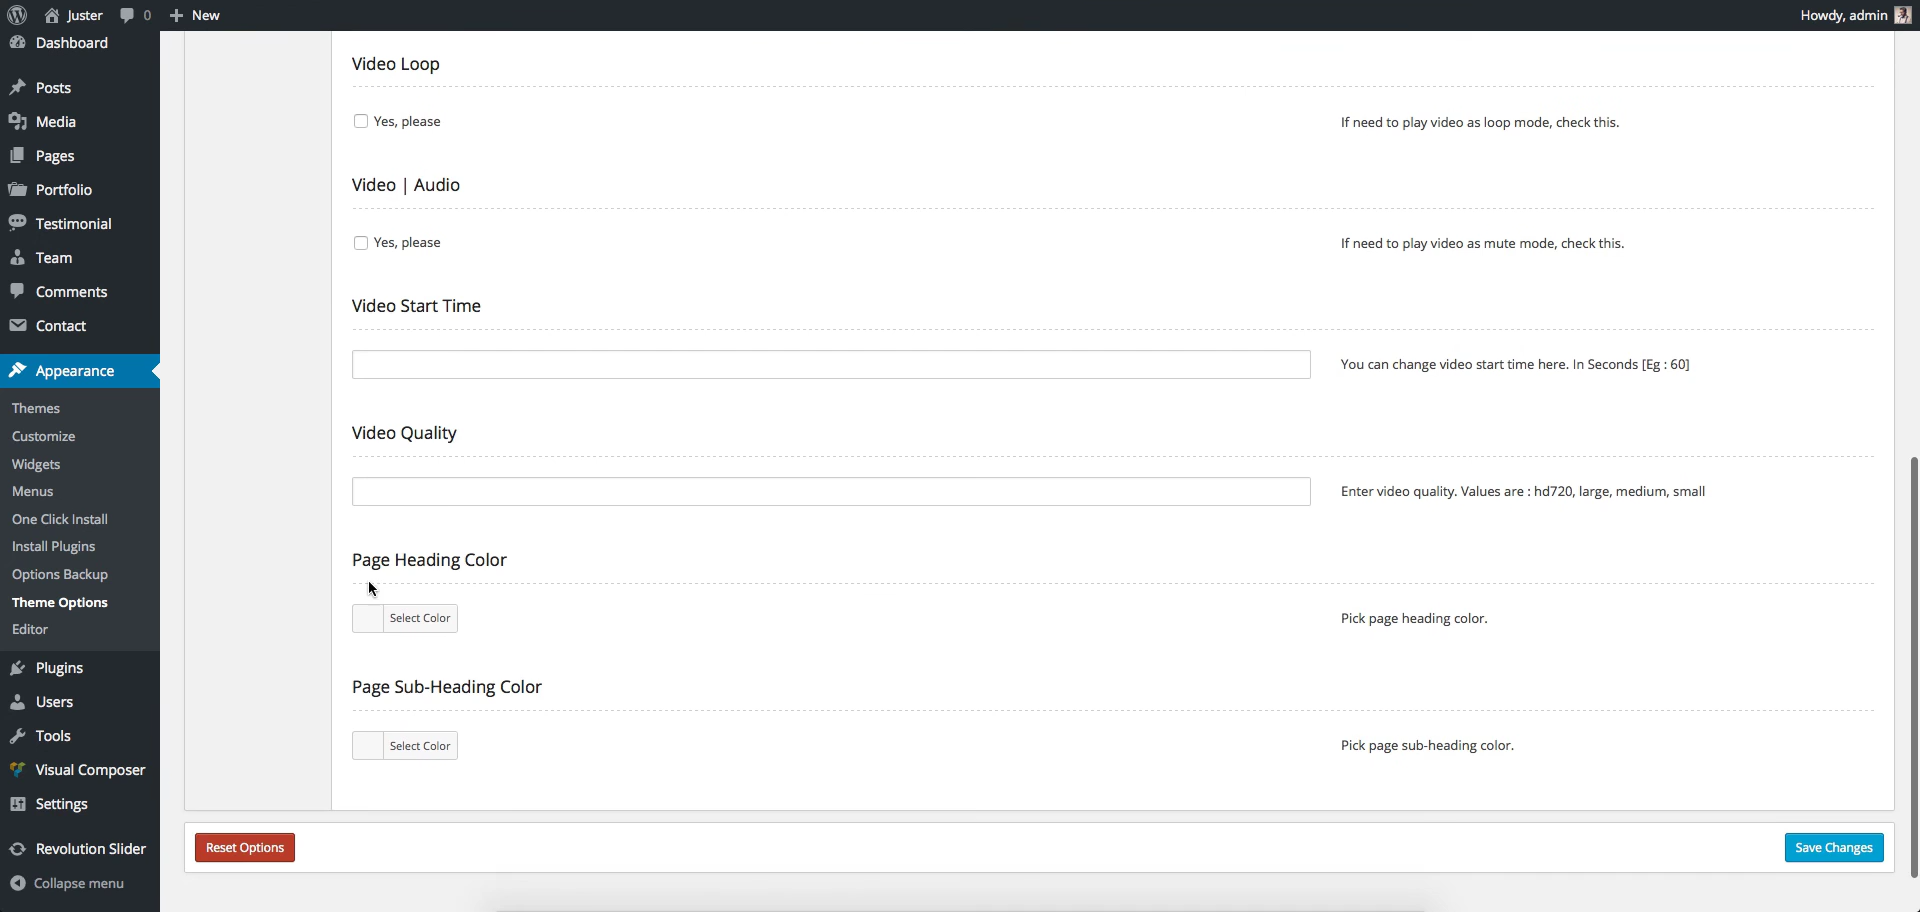 Juster
0
New
Howdy, admin
Dashboard
Posts
Media
Pages
Portfolio
Testimonial
Team
Comments
Contact
Appearance
Themes
Customize
Widgets
Menus
One Click Install
Install Plugins
Options Backup
Theme Options
Editor
Plugins
Users
Tools
Visual Composer
Settings
Revolution Slider
Collapse menu
Video Loop
Yes, please
If need to play video as loop mode, check this.
Video | Audio
Yes, please
If need to play video as mute mode, check this.
Video Start Time
You can change video start time here. In Seconds [Eg : 60]
Video Quality
Enter video quality. Values are : hd720, large, medium, small
Page Heading Color
Select Color
Pick page heading color.
Page Sub-Heading Color
Select Color
Pick page sub-heading color.
Reset Options
Save Changes